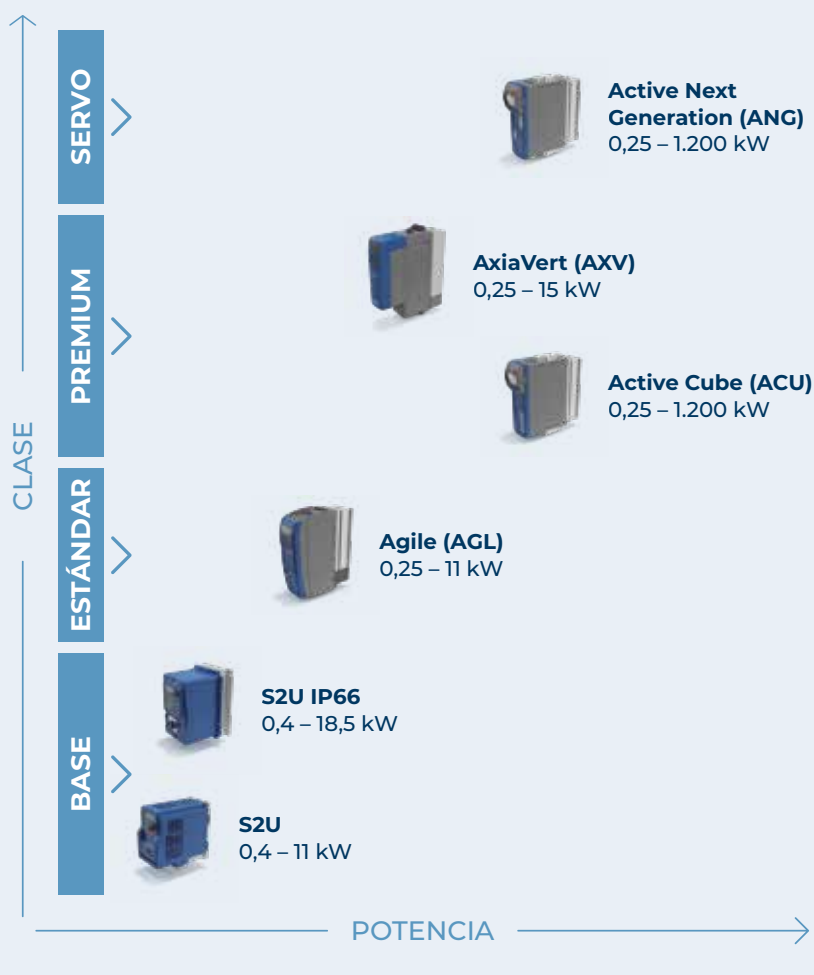 SERVO
Active Next
Generation (ANG)
0,25 – 1.200 kW
PREMIUM
AxiaVert (AXV)
0,25 – 15 kW
Active Cube (ACU)
0,25 – 1.200 kW
CLASE
ESTÁNDAR
Agile (AGL)
0,25 – 11 kW
BASE
S2U IP66
0,4 – 18,5 kW
S2U
0,4 – 11 kW
POTENCIA